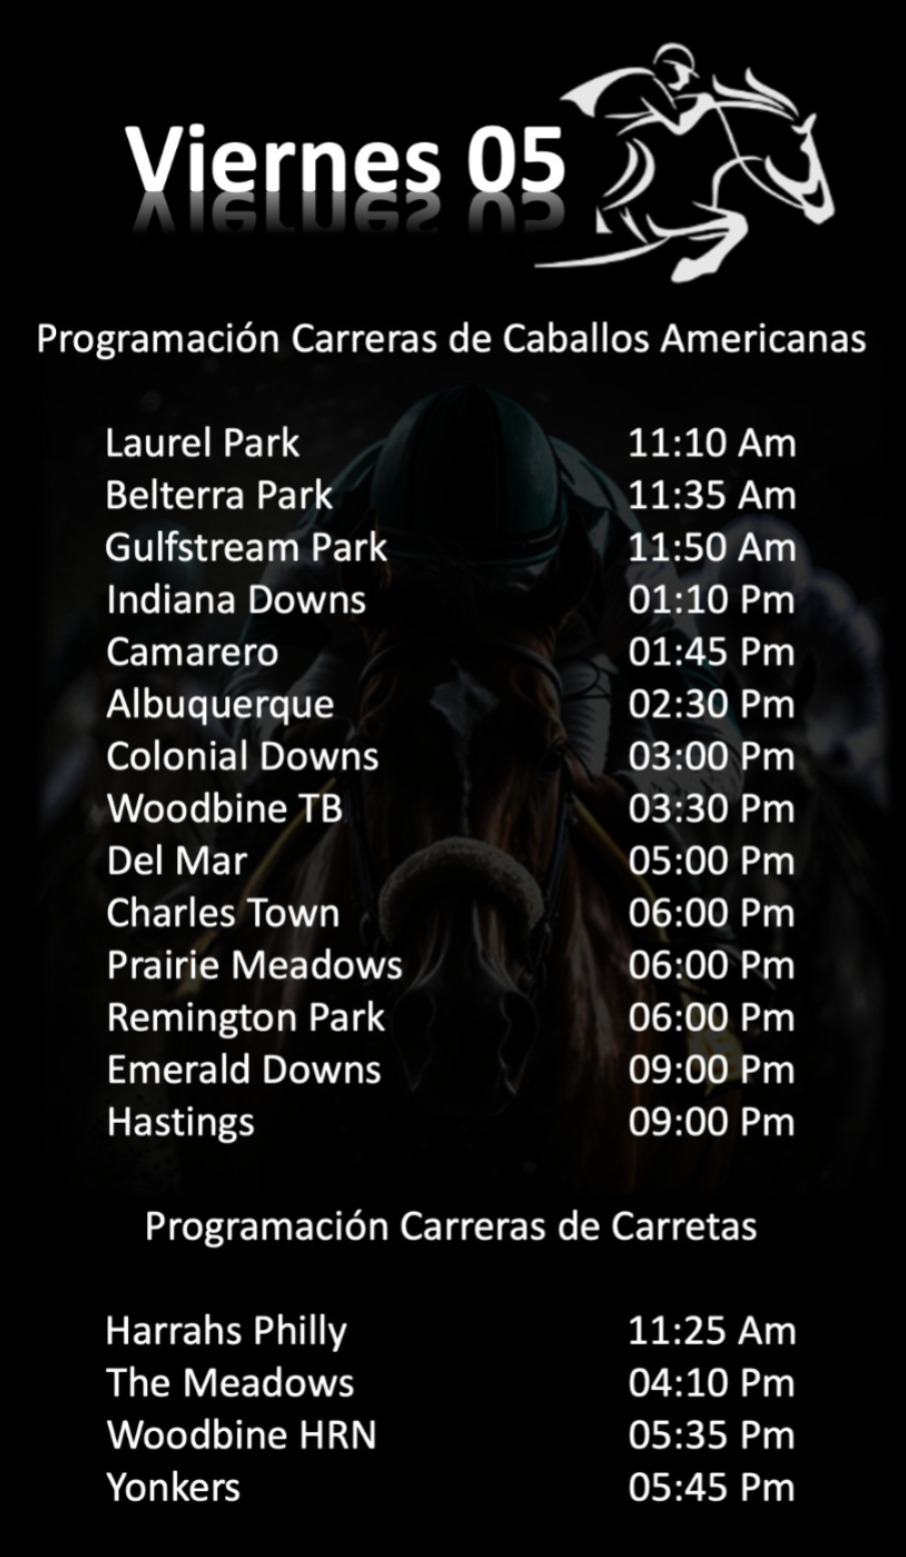 Viernes 05
Programación Carreras de Caballos Americanas
Laurel Park 11:10 Am
Belterra Park 11:35 Am
Gulfstream Park 11:50 Am
Indiana Downs 01:10 Pm
Camarero 01:45 Pm
Albuquerque 02:30 Pm
Colonial Downs 03:00 Pm
Woodbine TB 03:30 Pm
Del Mar 05:00 Pm
Charles Town 06:00 Pm
Prairie Meadows 06:00 Pm
Remington Park 06:00 Pm
Emerald Downs 09:00 Pm
Hastings 09:00 Pm
Programación Carreras de Carretas
Harrahs Philly 11:25 Am
The Meadows 04:10 Pm
Woodbine HRN 05:35 Pm
Yonkers 05:45 Pm